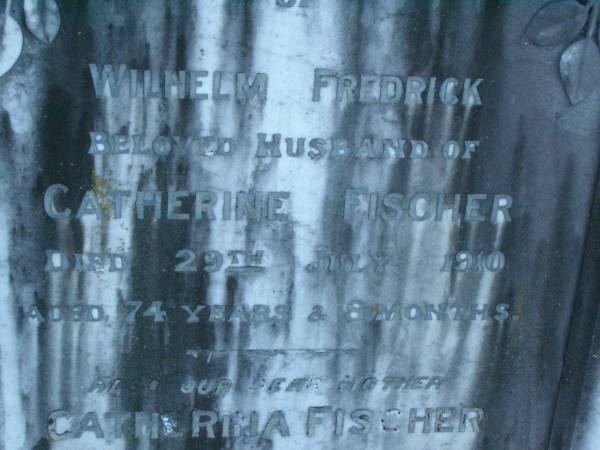 OF
WILHELM FREDRICK
BELOVED HUSBAND OF
CATHERINE FISCHER
DIED 29TH JULY 1910
AGED 74 YEARS & 8 MONTHS.
ALSO OUR DEAR MOTHER
CATHERINA FISCHER